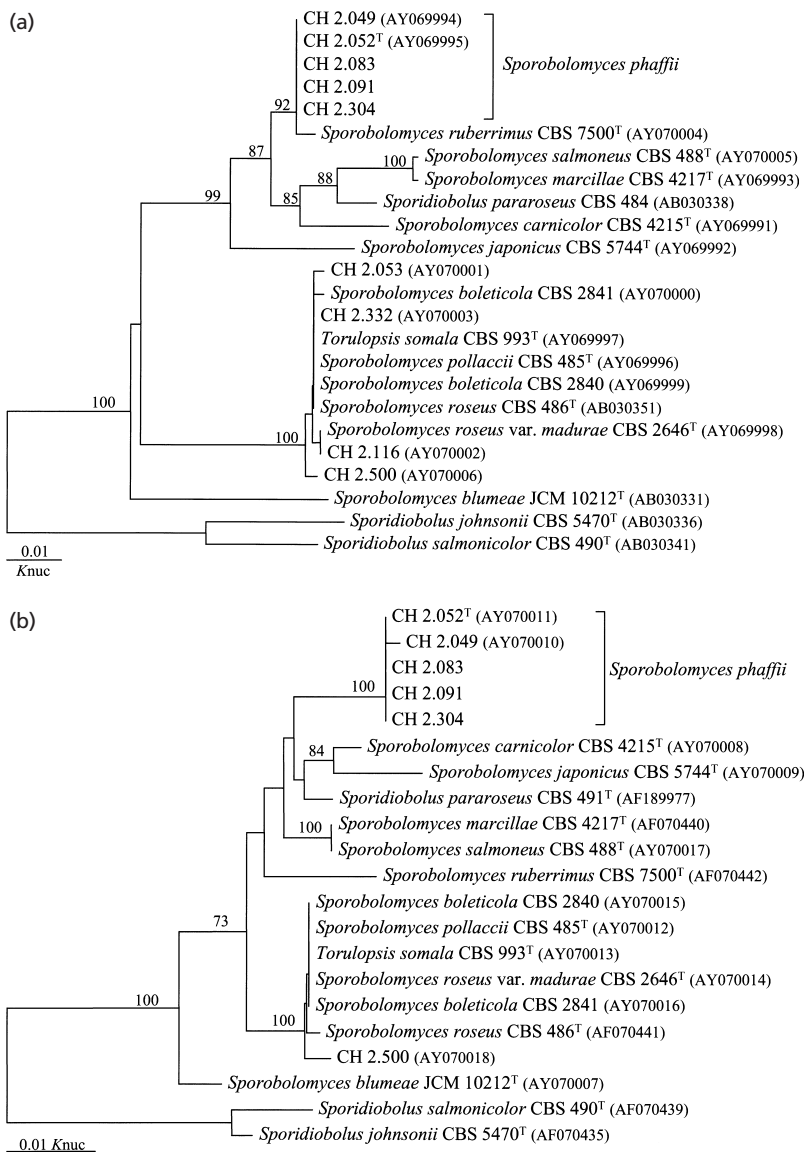 (a)
CH 2.049 (AY069994)
CH 2.052ᵀ (AY069995)
CH 2.083
Sporobolomyces phaffii
CH 2.091
CH 2.304
92
Sporobolomyces ruberrimus CBS 7500ᵀ (AY070004)
87
Sporobolomyces salmoneus CBS 488ᵀ (AY070005)
100
Sporobolomyces marcillae CBS 4217ᵀ (AY069993)
88
99
85
Sporidiobolus pararoseus CBS 484 (AB030338)
Sporobolomyces carnicolor CBS 4215ᵀ (AY069991)
Sporobolomyces japonicus CBS 5744ᵀ (AY069992)
CH 2.053 (AY070001)
Sporobolomyces boleticola CBS 2841 (AY070000)
CH 2.332 (AY070003)
Torulopsis somala CBS 993ᵀ (AY069997)
Sporobolomyces pollaccii CBS 485ᵀ (AY069996)
Sporobolomyces boleticola CBS 2840 (AY069999)
100
Sporobolomyces roseus CBS 486ᵀ (AB030351)
Sporobolomyces roseus var. madurae CBS 2646ᵀ (AY069998)
100
CH 2.116 (AY070002)
CH 2.500 (AY070006)
Sporobolomyces blumeae JCM 10212ᵀ (AB030331)
Sporidiobolus johnsonii CBS 5470ᵀ (AB030336)
Sporidiobolus salmonicolor CBS 490ᵀ (AB030341)
0.01
Knuc
(b)
CH 2.052ᵀ (AY070011)
CH 2.049 (AY070010)
CH 2.083
Sporobolomyces phaffii
100
CH 2.091
CH 2.304
84
Sporobolomyces carnicolor CBS 4215ᵀ (AY070008)
Sporobolomyces japonicus CBS 5744ᵀ (AY070009)
Sporidiobolus pararoseus CBS 491ᵀ (AF189977)
100
Sporobolomyces marcillae CBS 4217ᵀ (AF070440)
Sporobolomyces salmoneus CBS 488ᵀ (AY070017)
Sporobolomyces ruberrimus CBS 7500ᵀ (AF070442)
Sporobolomyces boleticola CBS 2840 (AY070015)
73
Sporobolomyces pollaccii CBS 485ᵀ (AY070012)
Torulopsis somala CBS 993ᵀ (AY070013)
Sporobolomyces roseus var. madurae CBS 2646ᵀ (AY070014)
100
Sporobolomyces boleticola CBS 2841 (AY070016)
100
Sporobolomyces roseus CBS 486ᵀ (AF070441)
CH 2.500 (AY070018)
Sporobolomyces blumeae JCM 10212ᵀ (AY070007)
Sporidiobolus salmonicolor CBS 490ᵀ (AF070439)
Sporidiobolus johnsonii CBS 5470ᵀ (AF070435)
0.01 Knuc